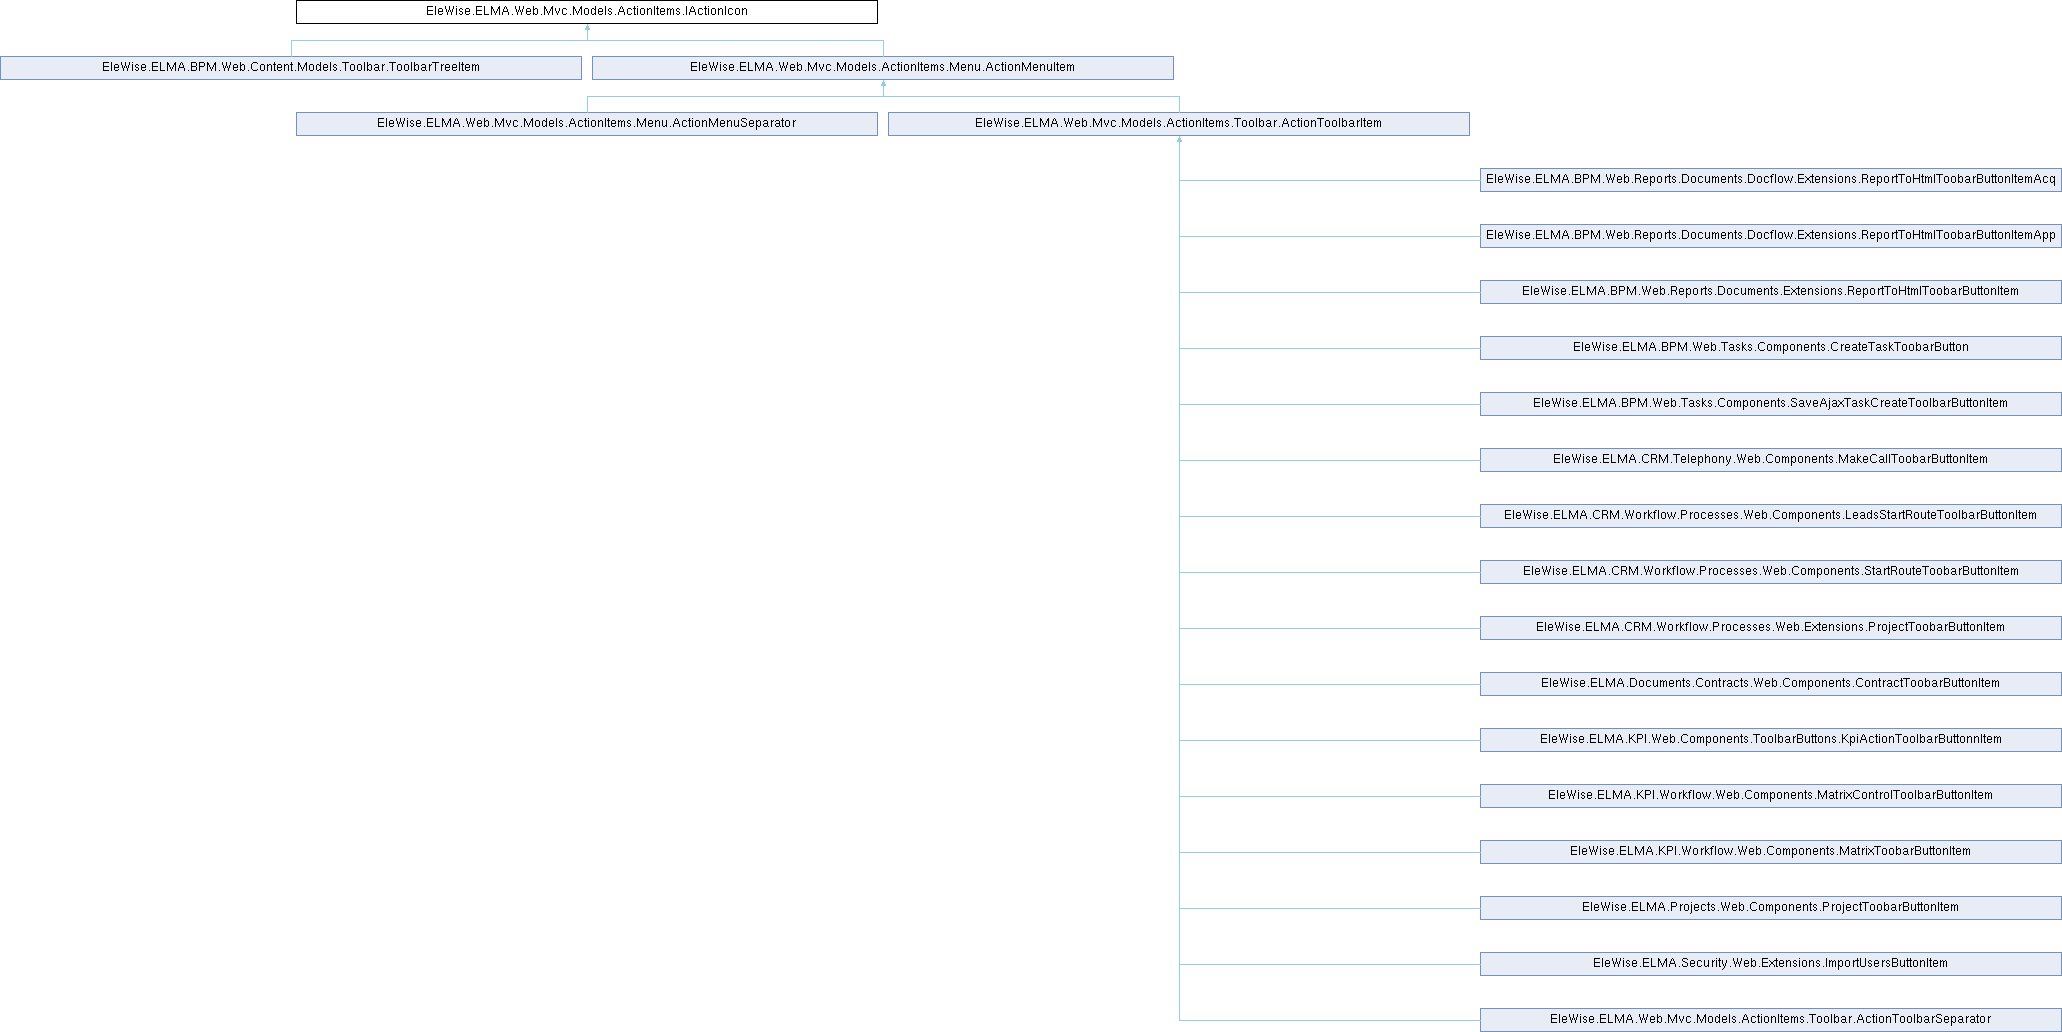 EleWise.ELMA.Web.Mvc.Models.ActionItems.IActionIcon
EleWise.ELMA.BPM.Web.Content.Models.Toolbar.ToolbarTreeItem
EleWise.ELMA.Web.Mvc.Models.ActionItems.Menu.ActionMenuItem
EleWise.ELMA.Web.Mvc.Models.ActionItems.Menu.ActionMenuSeparator
EleWise.ELMA.Web.Mvc.Models.ActionItems.Toolbar.ActionToolbarItem
EleWise.ELMA.BPM.Web.Reports.Documents.Docflow.Extensions.ReportToHtmlToobarButtonItemAcq
EleWise.ELMA.BPM.Web.Reports.Documents.Docflow.Extensions.ReportToHtmlToobarButtonItemApp
EleWise.ELMA.BPM.Web.Reports.Documents.Extensions.ReportToHtmlToobarButtonItem
EleWise.ELMA.BPM.Web.Tasks.Components.CreateTaskToobarButton
EleWise.ELMA.BPM.Web.Tasks.Components.SaveAjaxTaskCreateToolbarButtonItem
EleWise.ELMA.CRM.Telephony.Web.Components.MakeCallToobarButtonItem
EleWise.ELMA.CRM.Workflow.Processes.Web.Components.LeadsStartRouteToolbarButtonItem
EleWise.ELMA.CRM.Workflow.Processes.Web.Components.StartRouteToobarButtonItem
EleWise.ELMA.CRM.Workflow.Processes.Web.Extensions.ProjectToobarButtonItem
EleWise.ELMA.Documents.Contracts.Web.Components.ContractToobarButtonItem
EleWise.ELMA.KPI.Web.Components.ToolbarButtons.KpiActionToolbarButtonnItem
EleWise.ELMA.KPI.Workflow.Web.Components.MatrixControlToolbarButtonItem
EleWise.ELMA.KPI.Workflow.Web.Components.MatrixToobarButtonItem
EleWise.ELMA.Projects.Web.Components.ProjectToobarButtonItem
EleWise.ELMA.Security.Web.Extensions.ImportUsersButtonItem
EleWise.ELMA.Web.Mvc.Models.ActionItems.Toolbar.ActionToolbarSeparator